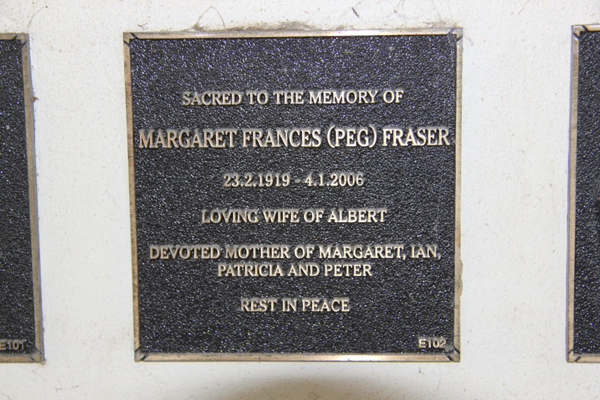 SACRED TO THE MEMORY OF
MARGARET FRANCES (PEG) FRASER
23.2.1919 - 4.1.2006
LOVING WIFE OF ALBERT
DEVOTED MOTHER OF MARGARET, IAN,
PATRICIA AND PETER
REST IN PEACE
E102
E101